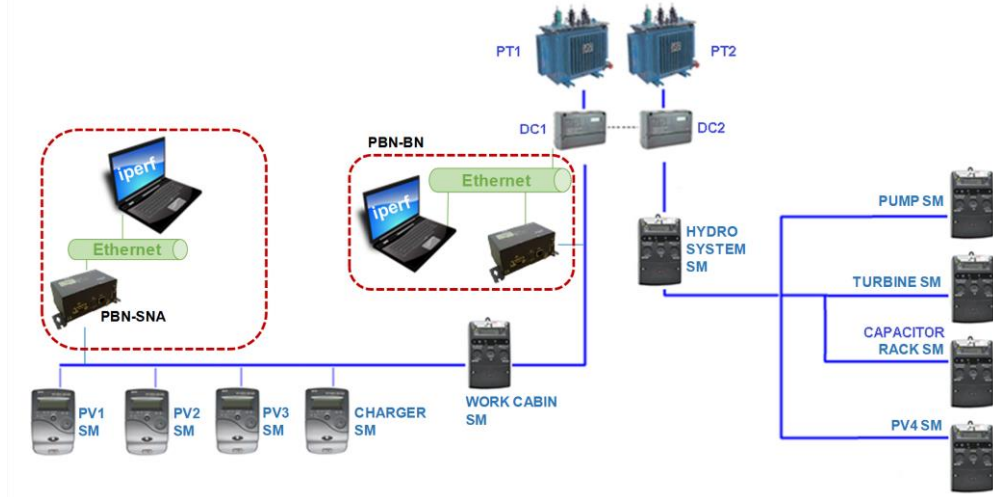 PT1
PT2
DC1
DC2
PBN-BN
iperf
Ethernet
iperf
Ethernet
PBN-SNA
HYDRO
SYSTEM
SM
PUMP SM
TURBINE SM
CAPACITOR
RACK SM
PV4 SM
WORK CABIN
SM
PV1
SM
PV2
SM
PV3
SM
CHARGER
SM